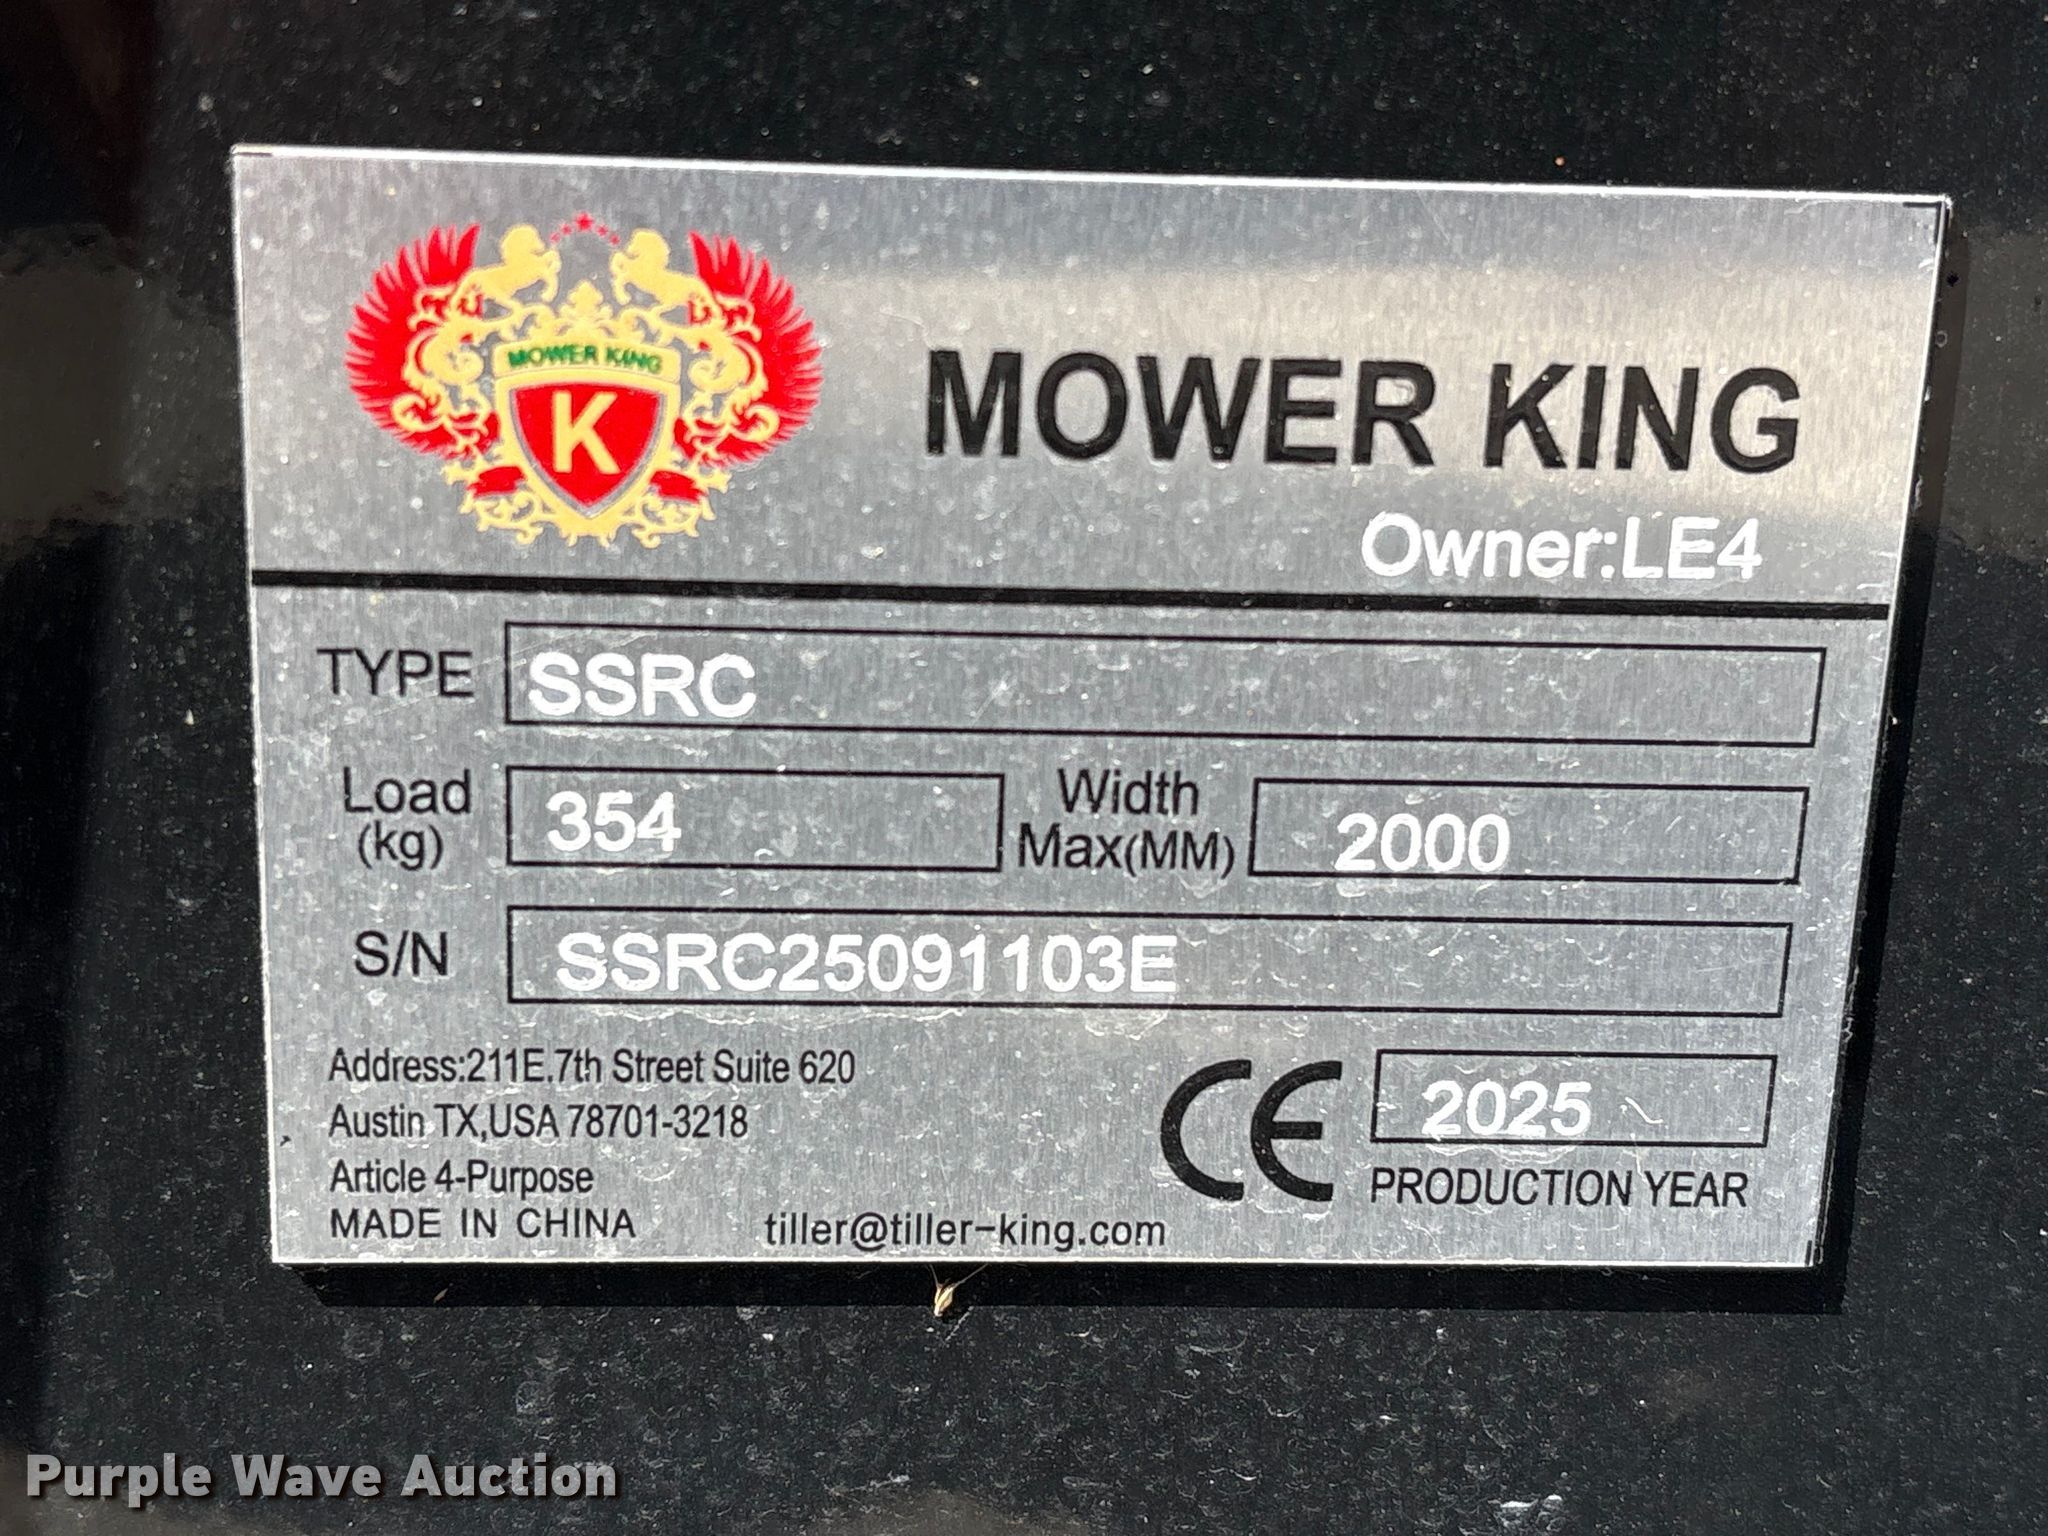 MOWER KING
K
MOWER KING
Owner:LE4
TYPE SSRC
Load (kg) 354 Width Max(MM) 2000
S/N SSRC25091103E
Address:211E.7th Street Suite 620
Austin TX,USA 78701-3218
Article 4-Purpose
MADE IN CHINA
tiller@tiller-king.com
CE 2025
PRODUCTION YEAR
Purple Wave Auction